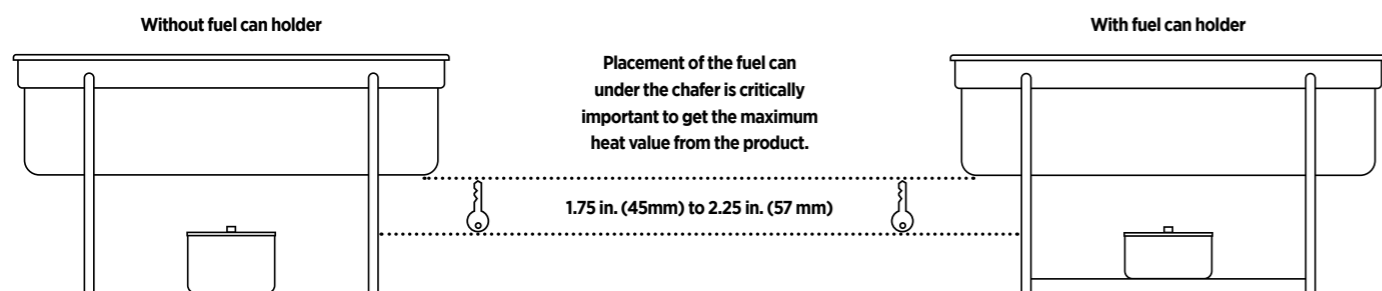 Without fuel can holder
With fuel can holder
Placement of the fuel can
under the chafer is critically
important to get the maximum
heat value from the product.
1.75 in. (45mm) to 2.25 in. (57 mm)